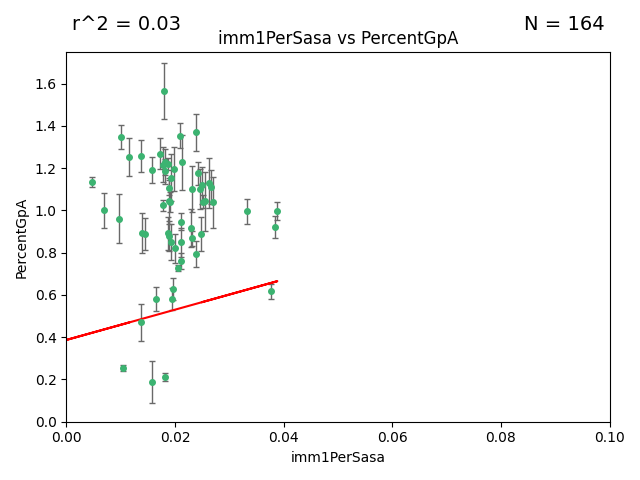 r^2 = 0.03
N = 164
imm1PerSasa vs PercentGpA
PercentGpA
1.6
1.4
1.2
1.0
0.8
0.6
0.4
0.2
0.0
0.00 0.02 0.04 0.06 0.08 0.10
imm1PerSasa